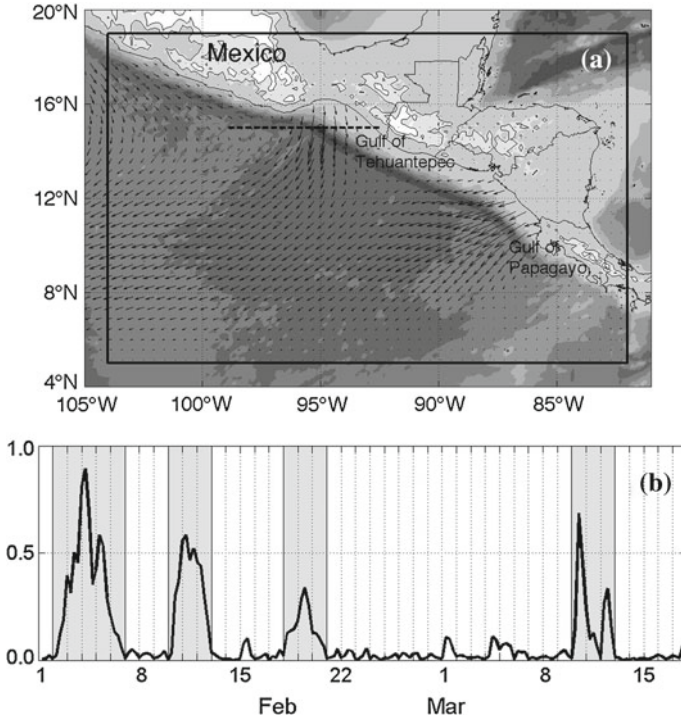 20°N
Mexico
(a)
16°N
Gulf of
Tehuantepec
12°N
Gulf of
Papagayo
8°N
4°N
105°W 100°W 95°W 90°W 85°W
1.0
(b)
0.5
0.0
1 8 15 22 1 8 15
Feb Mar